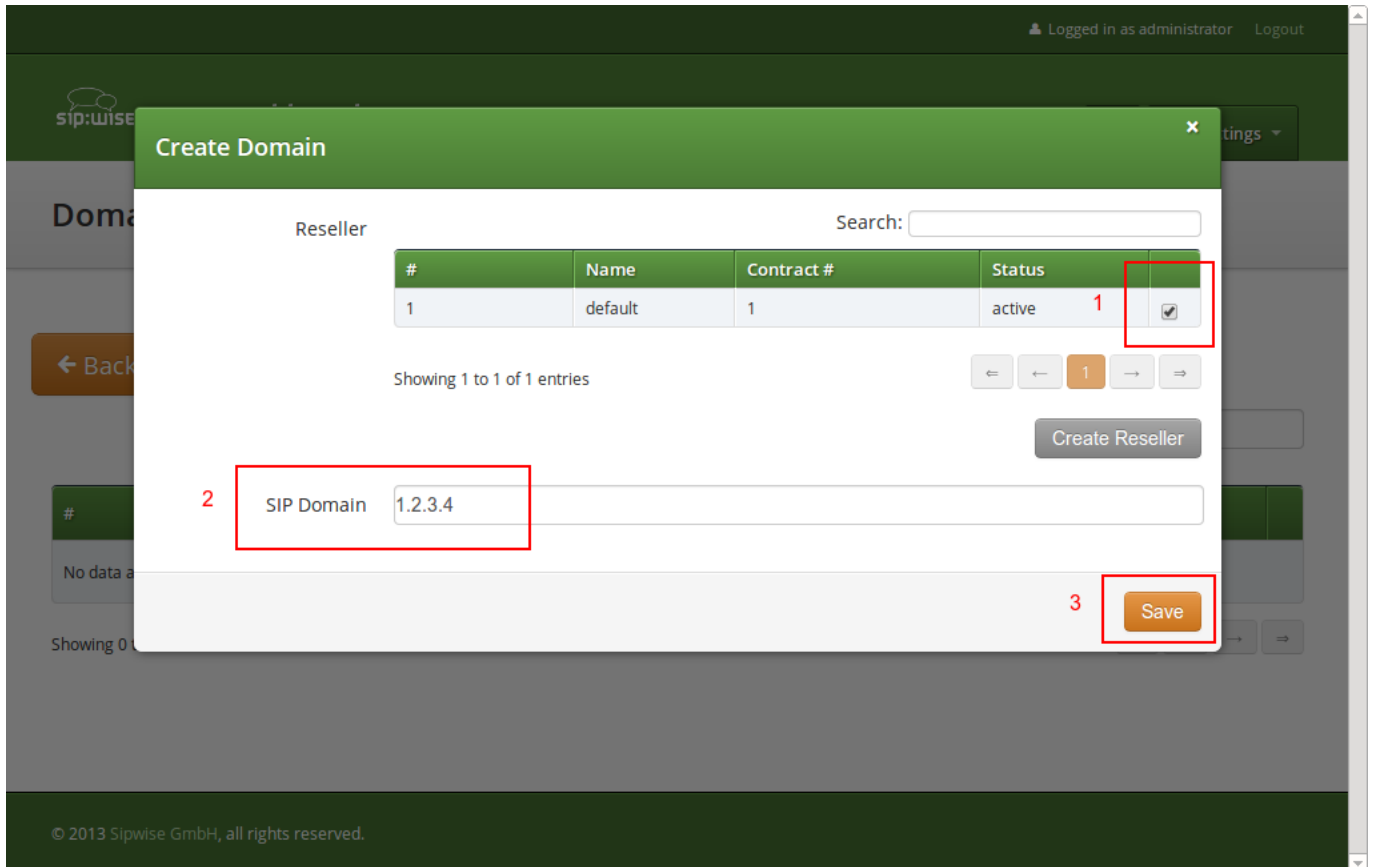 Logged in as administrator Logout
sip:wise
tings
Create Domain ×
Doma
Reseller
Search:
# Name Contract # Status
1 default 1 active 1
← Back
Showing 1 to 1 of 1 entries
⇐ ← 1 → ⇒
Create Reseller
2 SIP Domain 1.2.3.4
#
No data a
3 Save
Showing 0 t
→ ⇒
© 2013 Sipwise GmbH, all rights reserved.